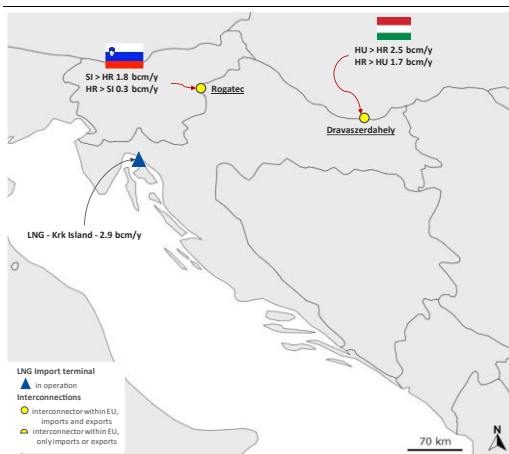 HU > HR 2.5 bcm/y
HR > HU 1.7 bcm/y
SI > HR 1.8 bcm/y
HR > SI 0.3 bcm/y
Rogatec
Dravaszerdahely
LNG - Krk Island - 2.9 bcm/y
LNG Import terminal
in operation
Interconnections
interconnector within EU,
imports and exports
interconnector within EU,
only imports or exports
70 km
N